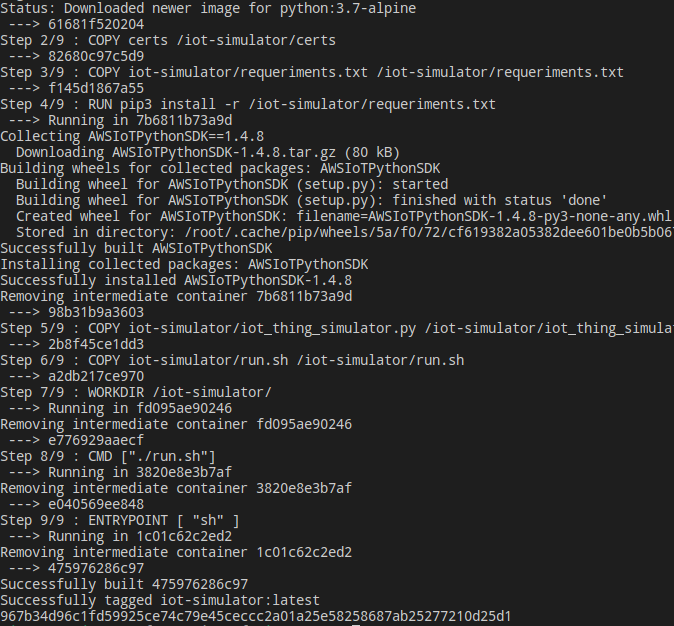 Status: Downloaded newer image for python:3.7-alpine
---> 61681f520204
Step 2/9 : COPY certs /iot-simulator/certs
---> 82680c97c5d9
Step 3/9 : COPY iot-simulator/requeriments.txt /iot-simulator/requeriments.txt
---> f145d1867a55
Step 4/9 : RUN pip3 install -r /iot-simulator/requeriments.txt
---> Running in 7b6811b73a9d
Collecting AWSIoTPythonSDK==1.4.8
Downloading AWSIoTPythonSDK-1.4.8.tar.gz (80 kB)
Building wheels for collected packages: AWSIoTPythonSDK
Building wheel for AWSIoTPythonSDK (setup.py): started
Building wheel for AWSIoTPythonSDK (setup.py): finished with status 'done'
Created wheel for AWSIoTPythonSDK: filename=AWSIoTPythonSDK-1.4.8-py3-none-any.whl
Stored in directory: /root/.cache/pip/wheels/5a/f0/72/cf619382a05382dee601be0b5b06
Successfully built AWSIoTPythonSDK
Installing collected packages: AWSIoTPythonSDK
Successfully installed AWSIoTPythonSDK-1.4.8
Removing intermediate container 7b6811b73a9d
---> 98b31b9a3603
Step 5/9 : COPY iot-simulator/iot_thing_simulator.py /iot-simulator/iot_thing_simula
---> 2b8f45ce1dd3
Step 6/9 : COPY iot-simulator/run.sh /iot-simulator/run.sh
---> a2db217ce970
Step 7/9 : WORKDIR /iot-simulator/
---> Running in fd095ae90246
Removing intermediate container fd095ae90246
---> e776929aaecf
Step 8/9 : CMD ["./run.sh"]
---> Running in 3820e8e3b7af
Removing intermediate container 3820e8e3b7af
---> e040569ee848
Step 9/9 : ENTRYPOINT [ "sh" ]
---> Running in 1c01c62c2ed2
Removing intermediate container 1c01c62c2ed2
---> 475976286c97
Successfully built 475976286c97
Successfully tagged iot-simulator:latest
967b34d96c1fd59925ce74c79e45ceccc2a01a25e58258687ab25277210d25d1